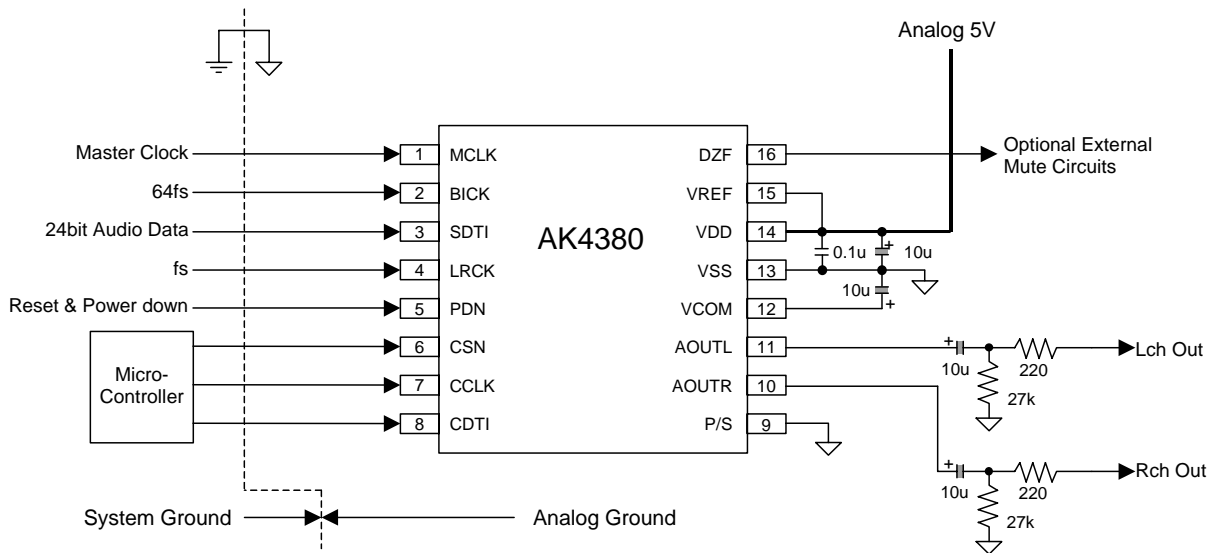 Analog 5V
Master Clock
1 MCLK
DZF 16
Optional External
Mute Circuits
64fs
2 BICK
VREF 15
24bit Audio Data
3 SDTI
AK4380
VDD 14
0.1u
+
10u
fs
4 LRCK
VSS 13
10u
+
Reset & Power down
5 PDN
VCOM 12
Micro-
Controller
6 CSN
AOUTL 11
+
10u
220
Lch Out
27k
7 CCLK
AOUTR 10
8 CDTI
P/S 9
+
10u
220
Rch Out
27k
System Ground
Analog Ground